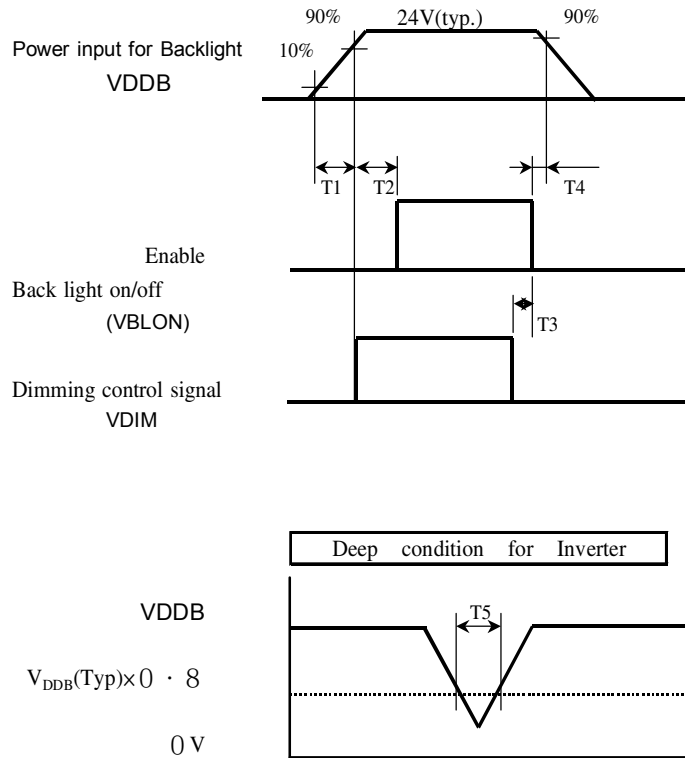 90%
24V(typ.)
90%
Power input for Backlight
10%
VDDB
T1
T2
T4
Enable
Back light on/off
(VBLON)
T3
Dimming control signal
VDIM
Deep condition for Inverter
VDDB
T5
VDDB(Typ)×0・8
0V